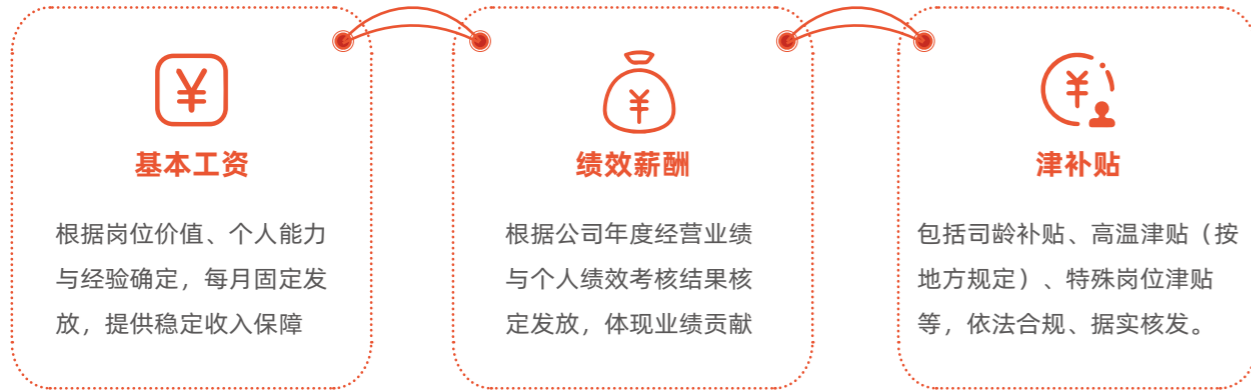 ¥
基本工资
根据岗位价值、个人能力
与经验确定，每月固定发
放，提供稳定收入保障
¥
绩效薪酬
根据公司年度经营业绩
与个人绩效考核结果核
定发放，体现业绩贡献
¥
津补贴
包括司龄补贴、高温津贴（按
地方规定）、特殊岗位津贴
等，依法合规、据实核发。